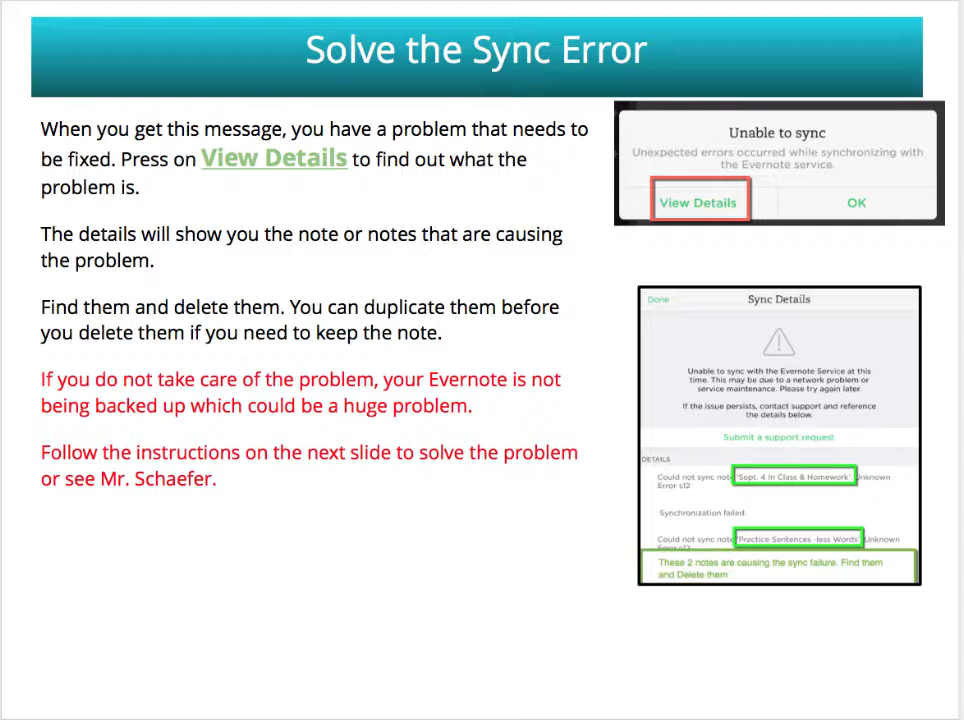 Solve the Sync Error
When you get this message, you have a problem that needs to
be fixed. Press on View Details to find out what the
problem is.
The details will show you the note or notes that are causing
the problem.
Find them and delete them. You can duplicate them before
you delete them if you need to keep the note.
If you do not take care of the problem, your Evernote is not
being backed up which could be a huge problem.
Follow the instructions on the next slide to solve the problem
or see Mr. Schaefer.
Unable to sync
Unexpected errors occurred while synchronizing with
the Evernote service.
View Details
OK
Done
Sync Details
Unable to sync with the Evernote Service at this
time. This may be due to a network problem or
service maintenance. Please try again later.
If the issue persists, contact support and reference
the details below.
Submit a support request
DETAILS
Could not sync note 'Sept. 4 In Class & Homework'. Unknown
Error s12
Synchronization failed.
Could not sync note 'Practice Sentences -less Words'. Unknown
Error s12
These 2 notes are causing the sync failure. Find them
and Delete them